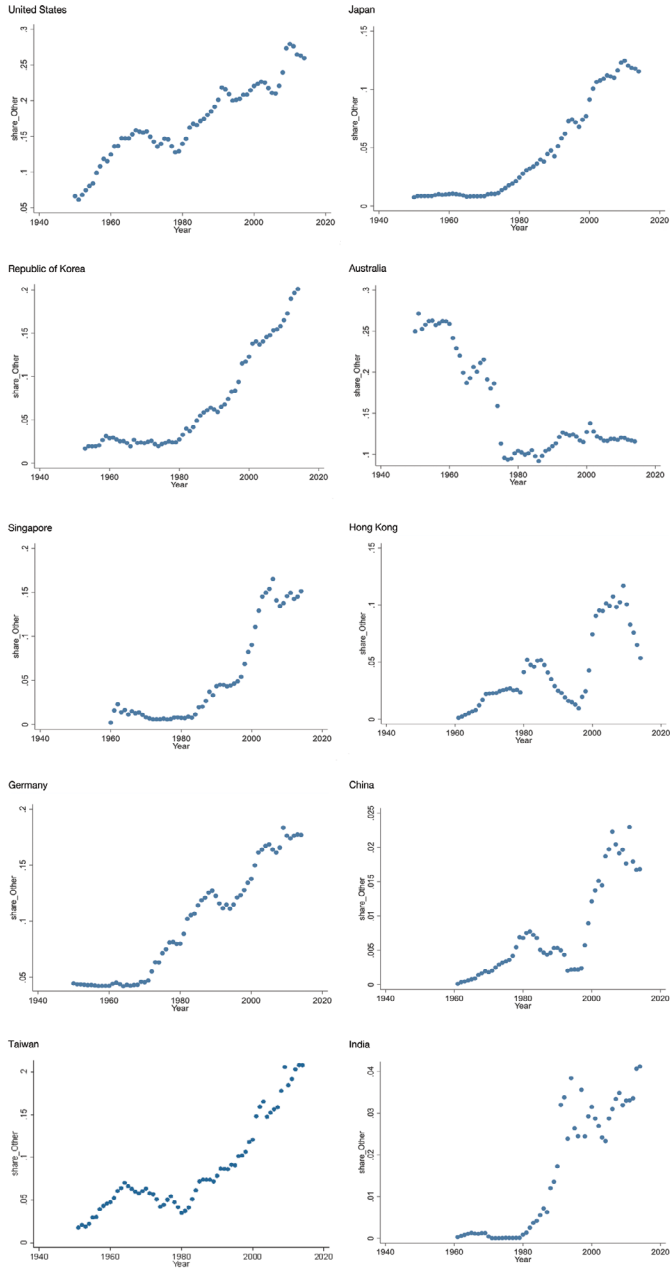 United States
share_Other
.05 .1 .15 .2 .25 .3
1940 1960 1980 2000 2020
Year
Japan
share_Other
0 .05 .1 .15
1940 1960 1980 2000 2020
Year
Republic of Korea
share_Other
0 .05 .1 .15 .2
1940 1960 1980 2000 2020
Year
Australia
share_Other
.1 .15 .2 .25 .3
1940 1960 1980 2000 2020
Year
Singapore
share_Other
0 .05 .1 .15 .2
1940 1960 1980 2000 2020
Year
Hong Kong
share_Other
0 .05 .1 .15
1940 1960 1980 2000 2020
Year
Germany
share_Other
.05 .1 .15 .2
1940 1960 1980 2000 2020
Year
China
share_Other
0 .005 .01 .015 .02 .025
1940 1960 1980 2000 2020
Year
Taiwan
share_Other
0 .05 .1 .15 .2
1940 1960 1980 2000 2020
Year
India
share_Other
0 .01 .02 .03 .04
1940 1960 1980 2000 2020
Year